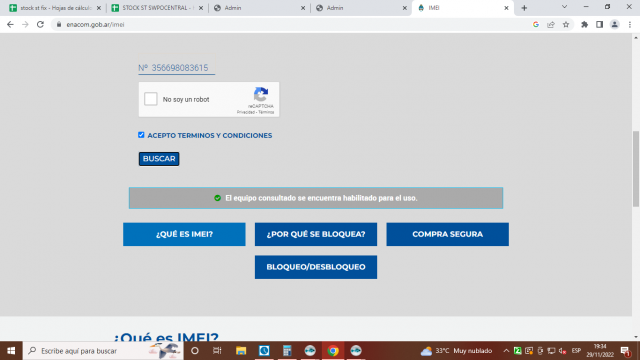 stock st fix - Hojas de cálculo
STOCK ST SWPOCENTRAL -
Admin
Admin
IMEI
enacom.gob.ar/imei
Nº 356698083615
No soy un robot
reCAPTCHA
Privacidad - Términos
ACEPTO TERMINOS Y CONDICIONES
BUSCAR
El equipo consultado se encuentra habilitado para el uso.
¿QUÉ ES IMEI?
¿POR QUÉ SE BLOQUEA?
COMPRA SEGURA
BLOQUEO/DESBLOQUEO
¿Qué es IMEI?
Escribe aquí para buscar
33°C Muy nublado
ESP
19:34
29/11/2022